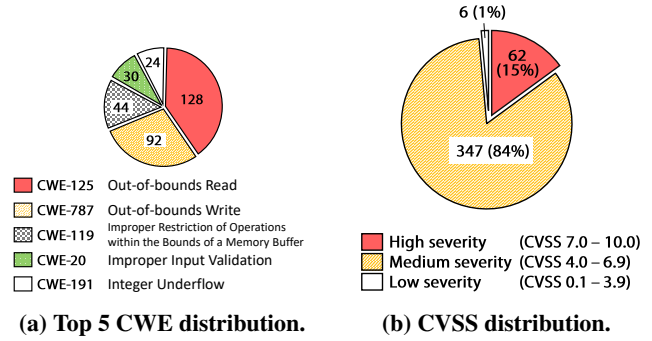 24
30
44
128
92
CWE-125 Out-of-bounds Read
CWE-787 Out-of-bounds Write
CWE-119 Improper Restriction of Operations
within the Bounds of a Memory Buffer
CWE-20 Improper Input Validation
CWE-191 Integer Underflow
(a) Top 5 CWE distribution.
6 (1%)
62
(15%)
347 (84%)
High severity (CVSS 7.0 – 10.0)
Medium severity (CVSS 4.0 – 6.9)
Low severity (CVSS 0.1 – 3.9)
(b) CVSS distribution.